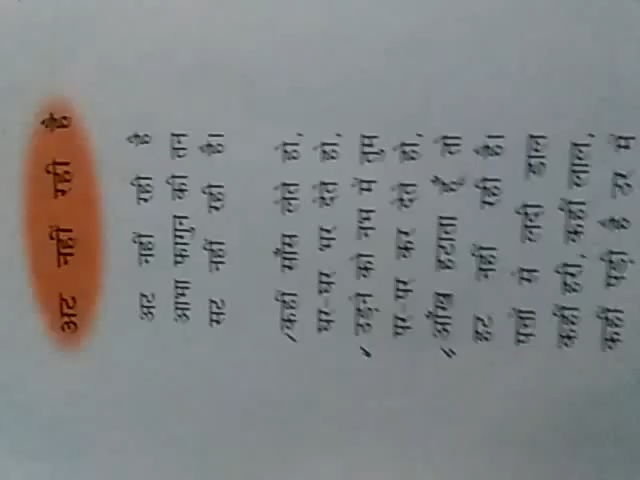 अट नहीं रही है
अट नहीं रही है
आभा फागुन की तन
सट नहीं रही है।
कहीं साँस लेते हो,
घर-घर भर देते हो,
उड़ने को नभ में तुम
पर-पर कर देते हो,
आँख हटाता हूँ तो
हट नहीं रही है।
पत्तों से लदी डाल
कहीं हरी, कहीं लाल,
कहीं पड़ी है उर में